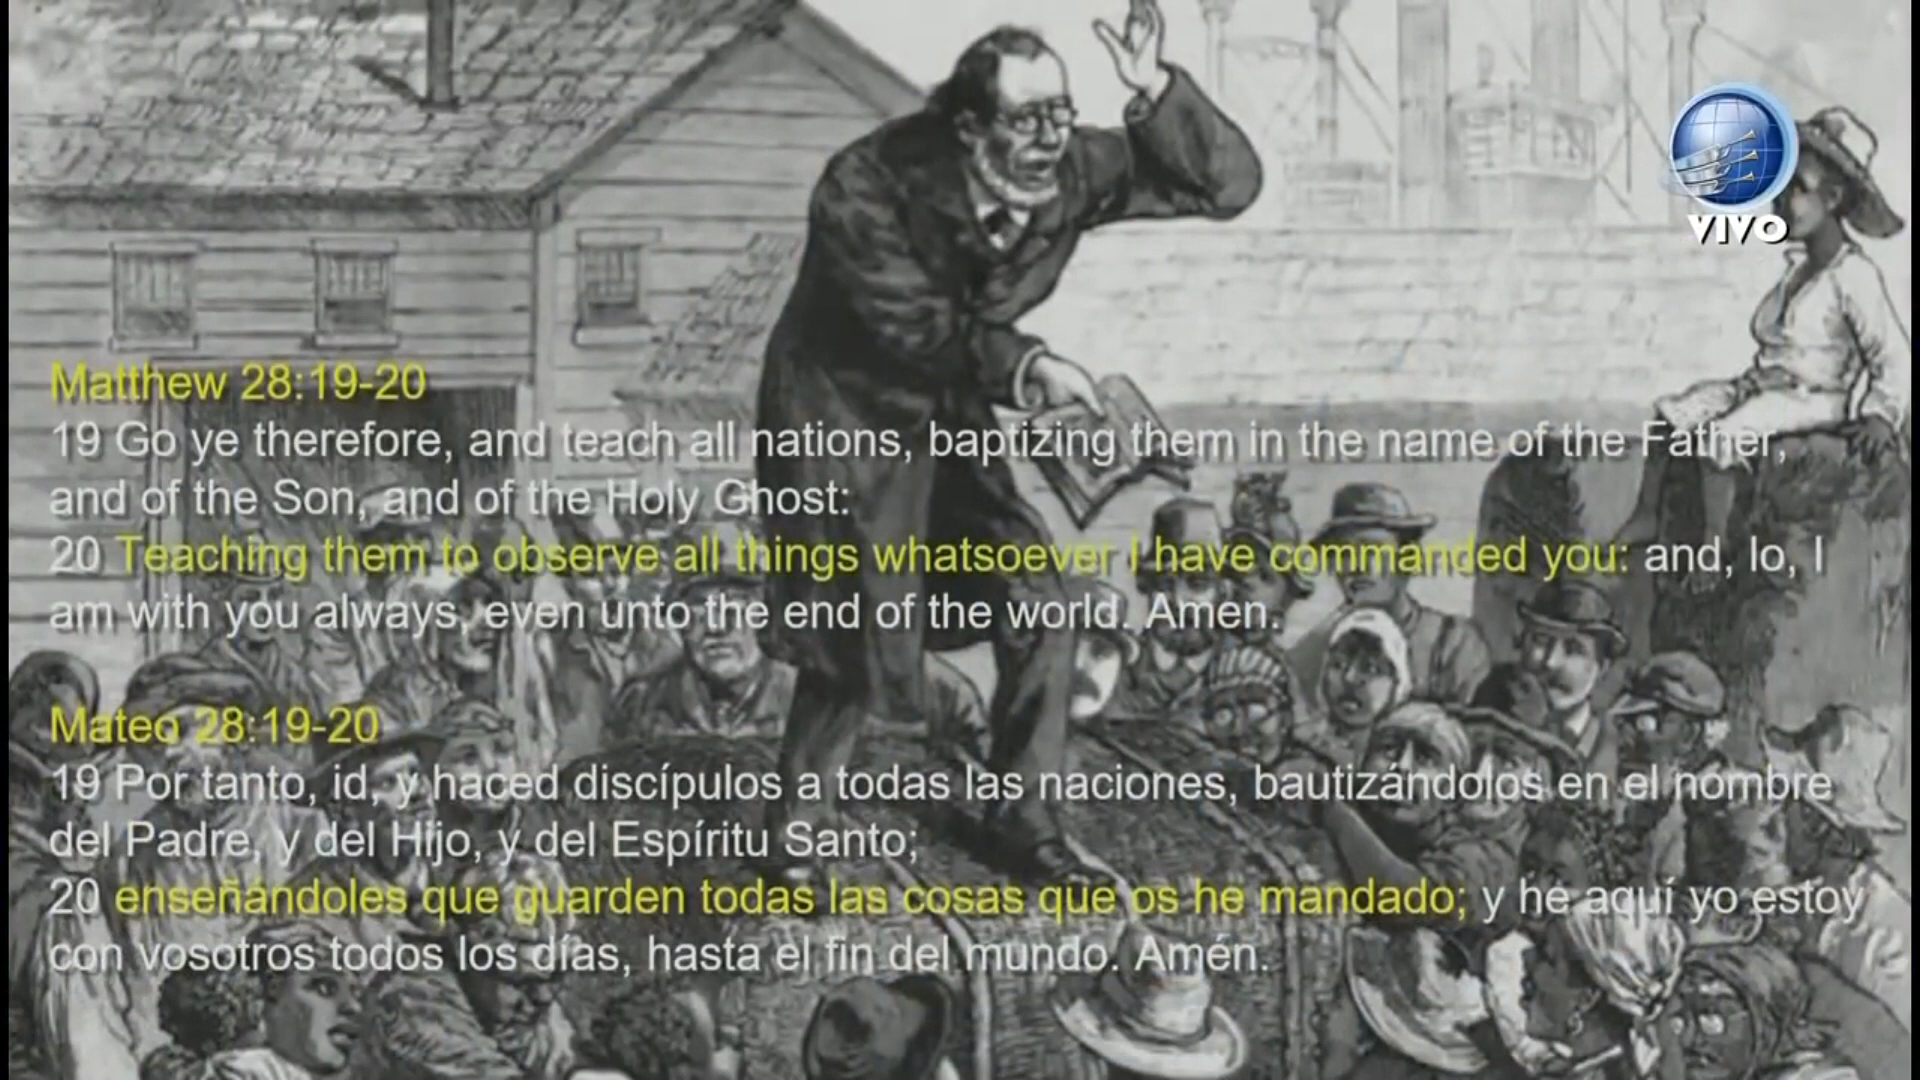 VIVO
Matthew 28:19-20
19 Go ye therefore, and teach all nations, baptizing them in the name of the Father,
and of the Son, and of the Holy Ghost:
20 Teaching them to observe all things whatsoever I have commanded you: and, lo, I
am with you always, even unto the end of the world. Amen.
Mateo 28:19-20
19 Por tanto, id, y haced discípulos a todas las naciones, bautizándolos en el nombre
del Padre, y del Hijo, y del Espíritu Santo;
20 enseñándoles que guarden todas las cosas que os he mandado; y he aquí yo estoy
con vosotros todos los días, hasta el fin del mundo. Amén.